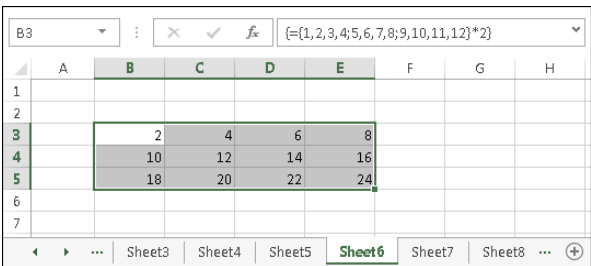 B3 fx {={1,2,3,4;5,6,7,8;9,10,11,12}*2}
A B C D E F G H
1
2
3 2 4 6 8
4 10 12 14 16
5 18 20 22 24
6
7
... Sheet3 Sheet4 Sheet5 Sheet6 Sheet7 Sheet8 ...